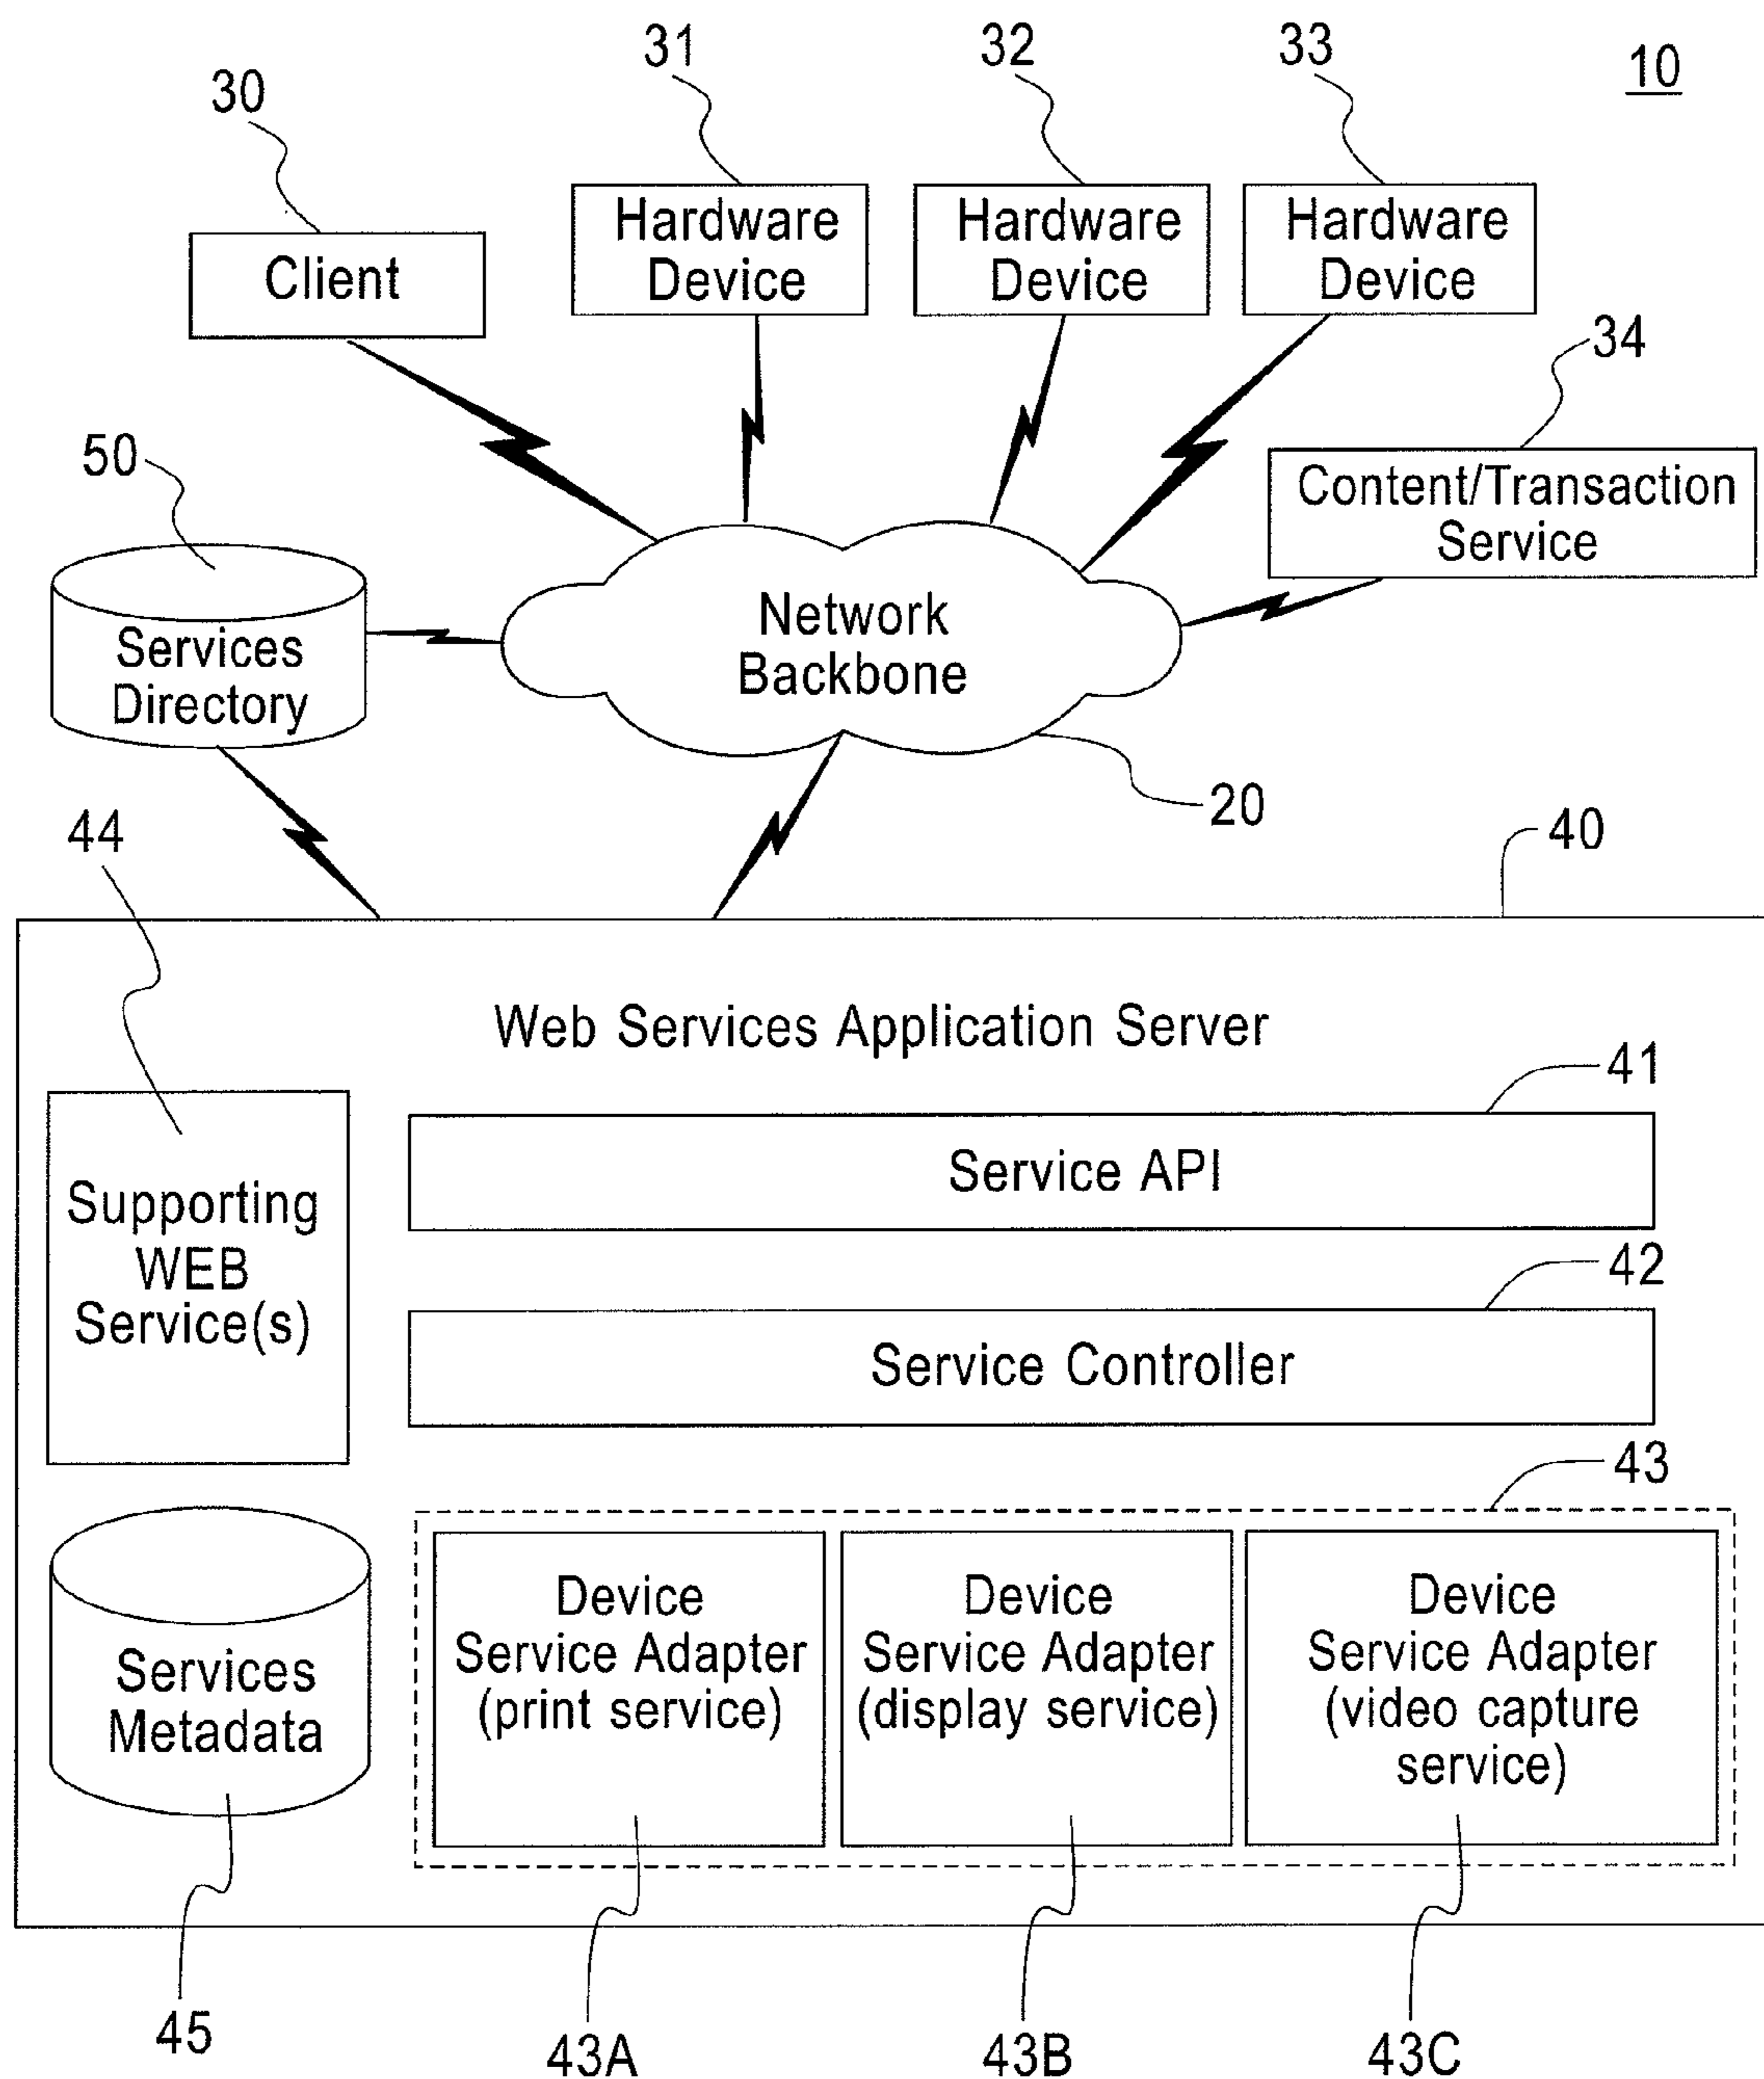 31
32
33
10
30
Hardware
Device
Hardware
Device
Hardware
Device
Client
34
50
Content/Transaction
Service
Services
Directory
Network
Backbone
20
44
40
Web Services Application Server
41
Supporting
WEB
Service(s)
Service API
42
Service Controller
43
Services
Metadata
Device
Service Adapter
(print service)
Device
Service Adapter
(display service)
Device
Service Adapter
(video capture
service)
45
43A
43B
43C